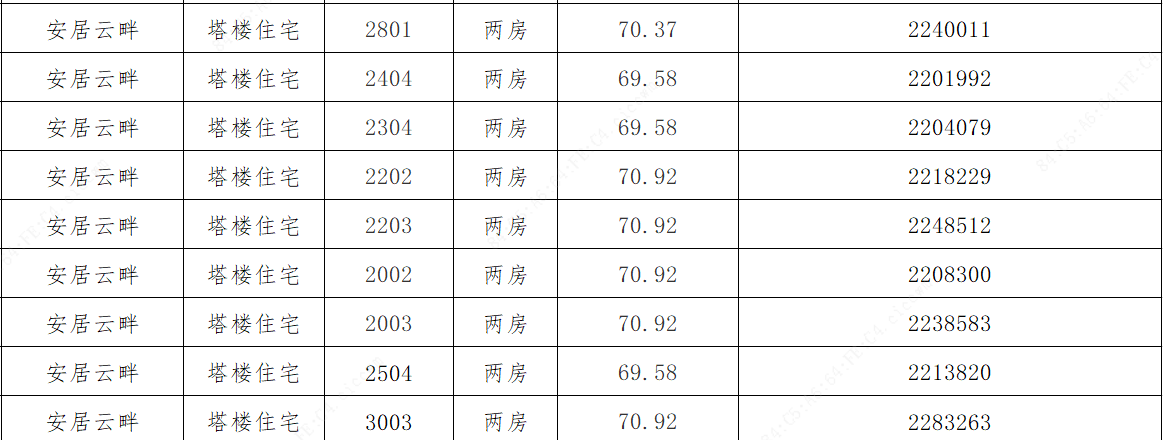 安居云畔 塔楼住宅 2801 两房 70.37 2240011
安居云畔 塔楼住宅 2404 两房 69.58 2201992
安居云畔 塔楼住宅 2304 两房 69.58 2204079
安居云畔 塔楼住宅 2202 两房 70.92 2218229
安居云畔 塔楼住宅 2203 两房 70.92 2248512
安居云畔 塔楼住宅 2002 两房 70.92 2208300
安居云畔 塔楼住宅 2003 两房 70.92 2238583
安居云畔 塔楼住宅 2504 两房 69.58 2213820
安居云畔 塔楼住宅 3003 两房 70.92 2283263